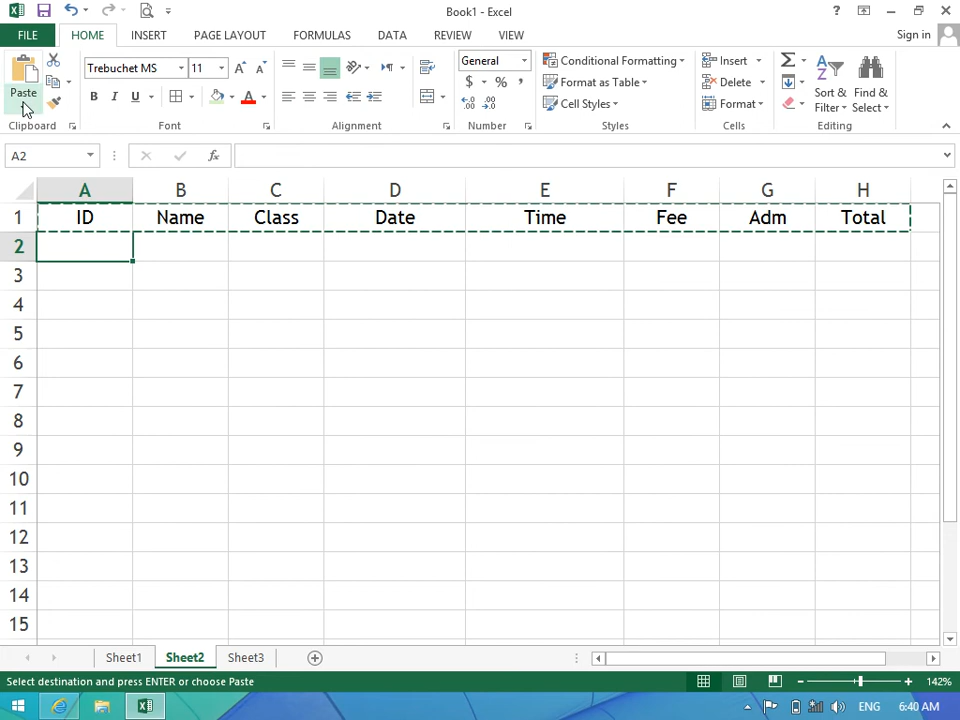 Book1 - Excel
?
FILE HOME INSERT PAGE LAYOUT FORMULAS DATA REVIEW VIEW Sign in
Paste
Trebuchet MS 11
B I U A
General
$ % ,
Conditional Formatting
Format as Table
Cell Styles
Insert
Delete
Format
Sort & Filter
Find & Select
Clipboard Font Alignment Number Styles Cells Editing
A2 fx
A B C D E F G H
1 ID Name Class Date Time Fee Adm Total
2
3
4
5
6
7
8
9
10
11
12
13
14
15
Sheet1 Sheet2 Sheet3
Select destination and press ENTER or choose Paste 142%
ENG 6:40 AM